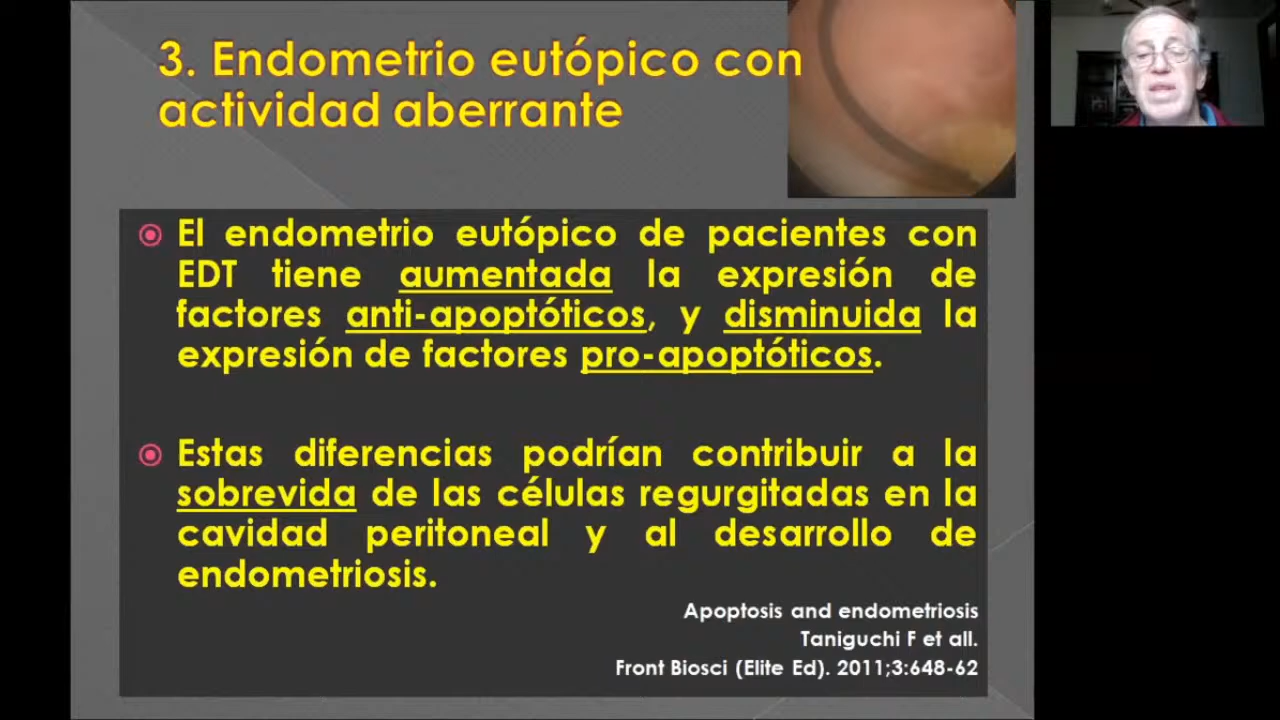 3. Endometrio eutópico con
actividad aberrante
El endometrio eutópico de pacientes con
EDT tiene aumentada la expresión de
factores anti-apoptóticos, y disminuida la
expresión de factores pro-apoptóticos.
Estas diferencias podrían contribuir a la
sobrevida de las células regurgitadas en la
cavidad peritoneal y al desarrollo de
endometriosis.
Apoptosis and endometriosis
Taniguchi F et all.
Front Biosci (Elite Ed). 2011;3:648-62